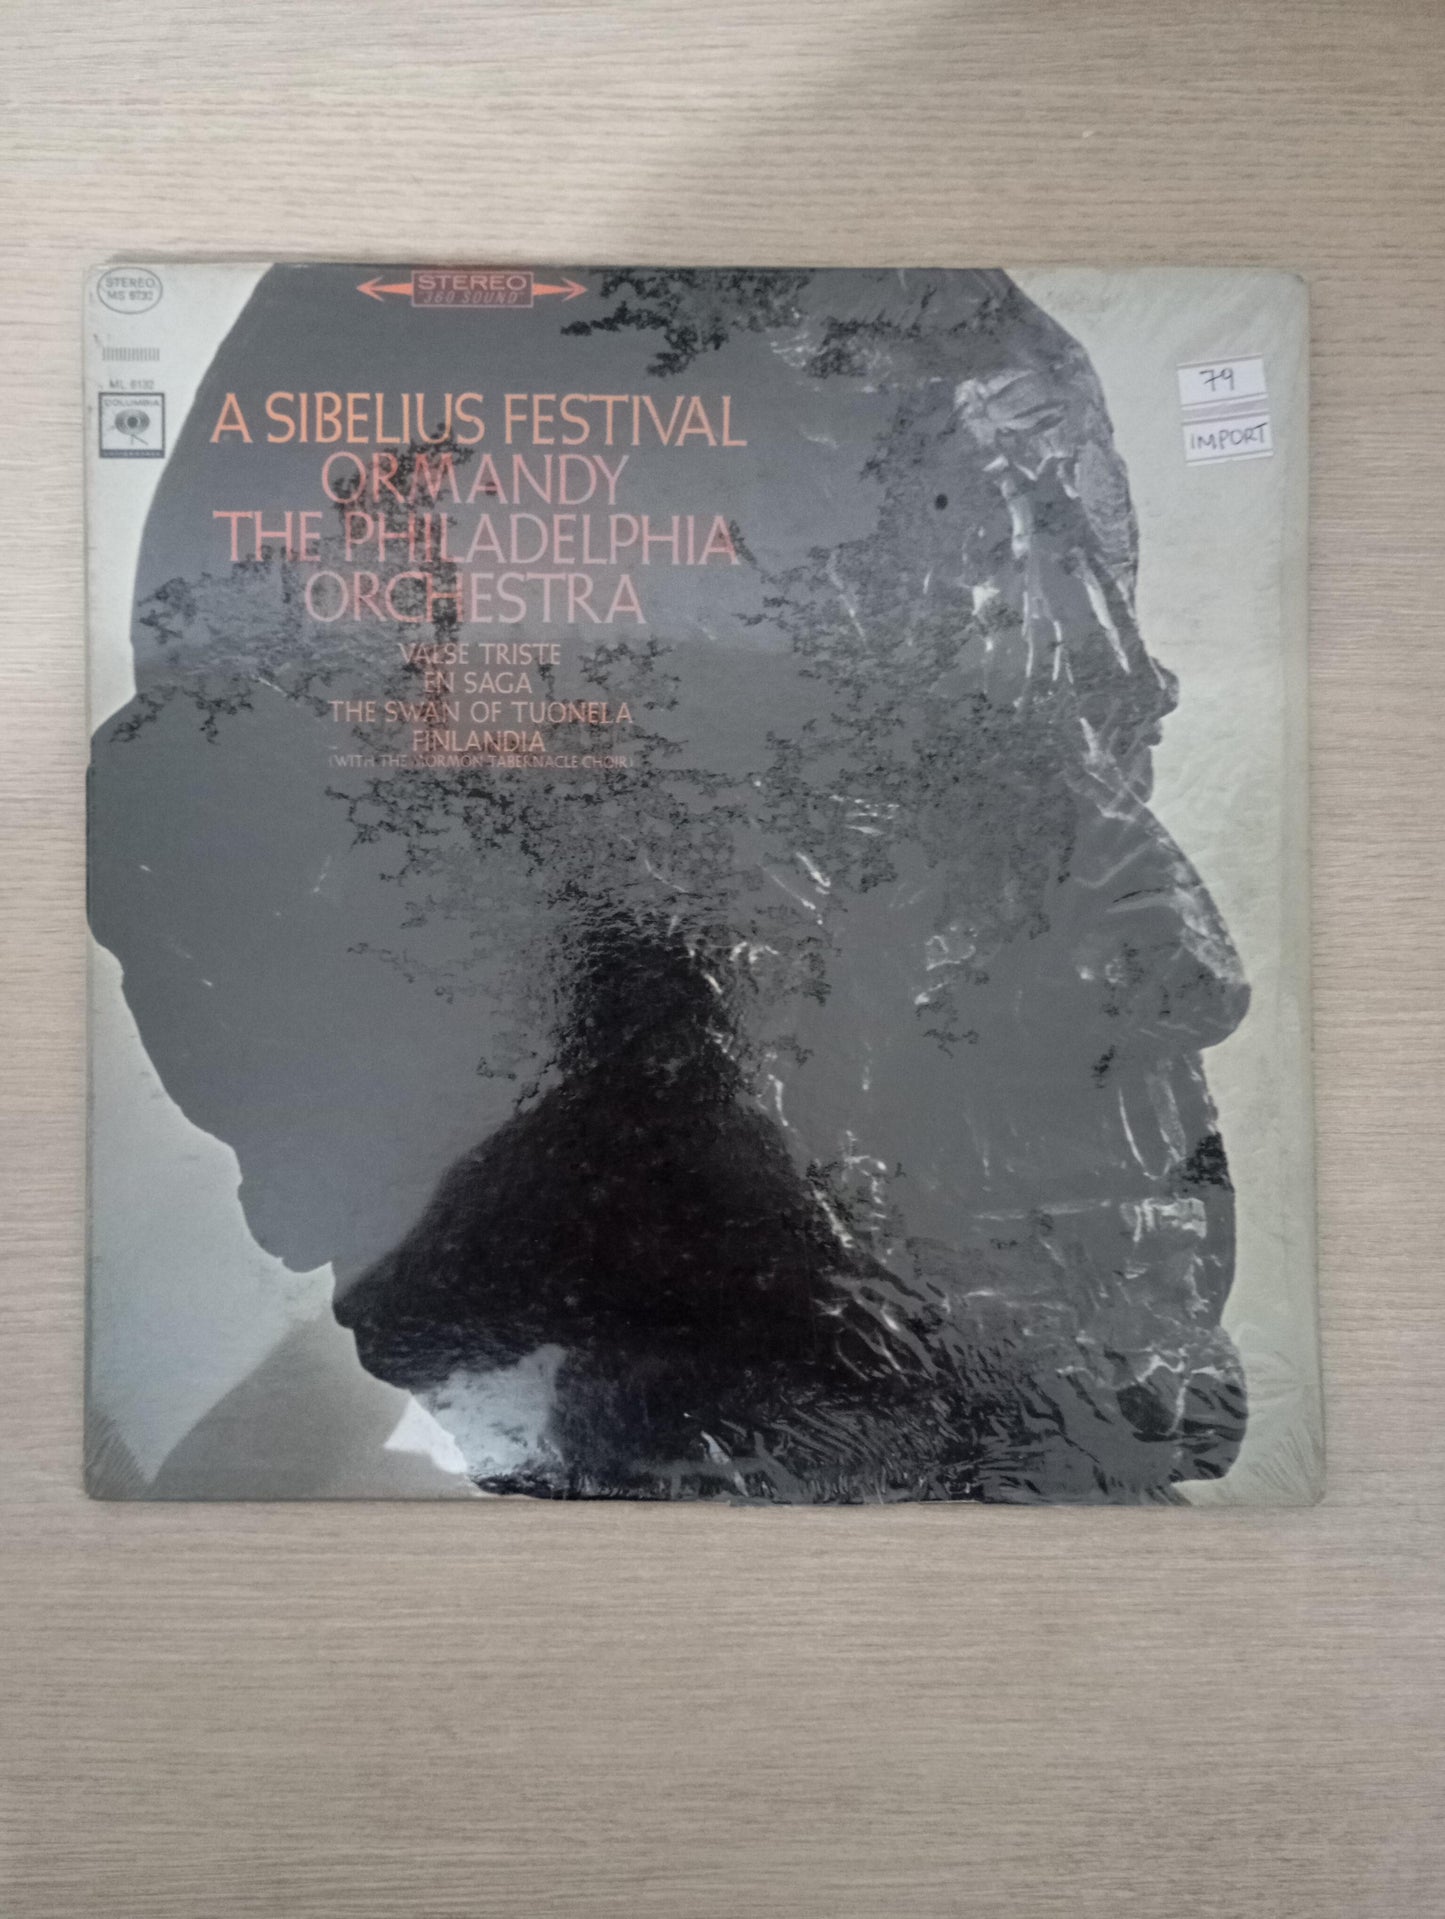 STEREO
MS 6732
ML 6132
COLUMBIA
STEREO
"360 SOUND"
A SIBELIUS FESTIVAL
ORMANDY
THE PHILADELPHIA
ORCHESTRA
VALSE TRISTE
EN SAGA
THE SWAN OF TUONELA
FINLANDIA
(WITH THE MORMON TABERNACLE CHOIR)
79
IMPORT